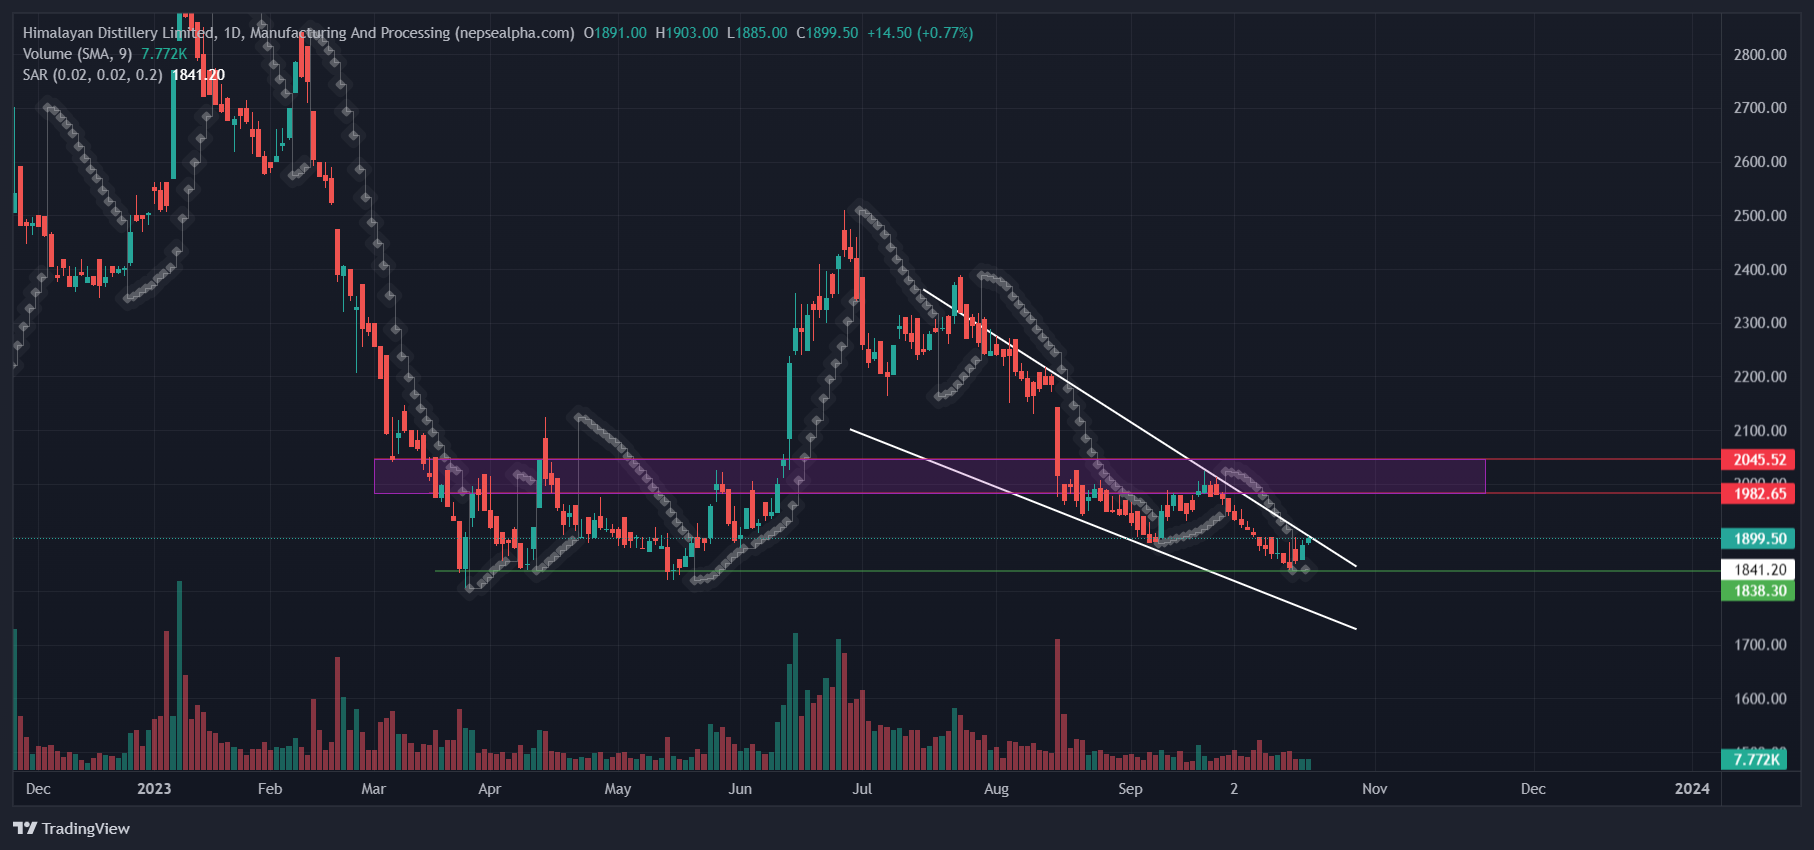 Himalayan Distillery Limited, 1D, Manufacturing And Processing (nepsealpha.com) O1891.00 H1903.00 L1885.00 C1899.50 +14.50 (+0.77%)
Volume (SMA, 9) 7.772K
SAR (0.02, 0.02, 0.2) 1841.20
2800.00
2700.00
2600.00
2500.00
2400.00
2300.00
2200.00
2100.00
2045.52
2000.00
1982.65
1899.50
1841.20
1838.30
1700.00
1600.00
1500.00
7.772K
Dec 2023 Feb Mar Apr May Jun Jul Aug Sep 2 Nov Dec 2024
TradingView